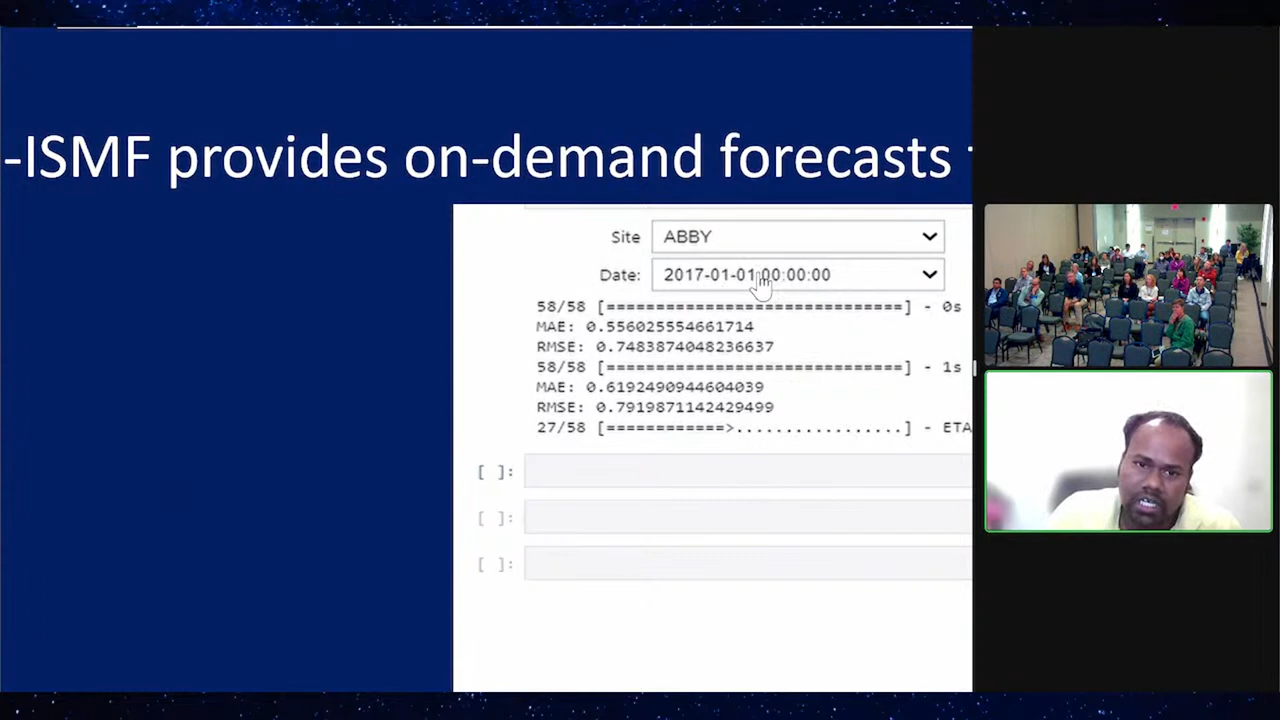 -ISMF provides on-demand forecasts
Site ABBY
Date: 2017-01-01 00:00:00
58/58 [==============================] - 0s
MAE: 0.556025554661714
RMSE: 0.7483874048236637
58/58 [==============================] - 1s
MAE: 0.6192490944604039
RMSE: 0.7919871142429499
27/58 [============>.................] - ETA
[ ]:
[ ]:
[ ]: